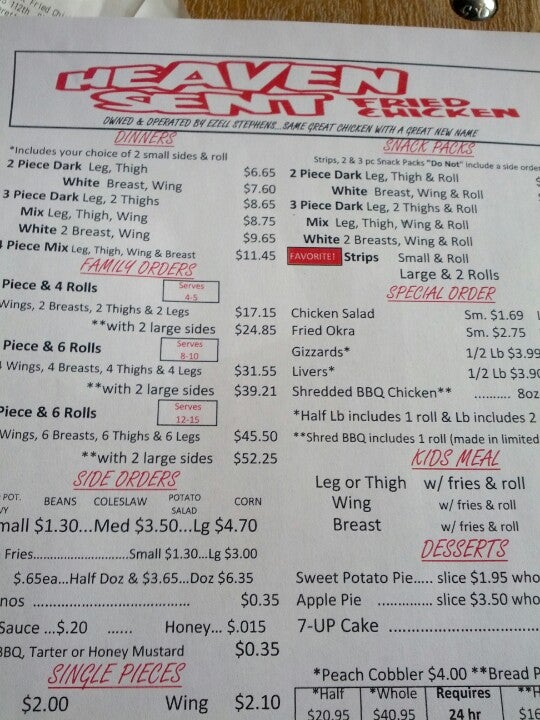 HEAVEN
SENT FRIED CHICKEN
OWNED & OPERATED BY EZELL STEPHENS...SAME GREAT CHICKEN WITH A GREAT NEW NAME
DINNERS
*Includes your choice of 2 small sides & roll
2 Piece Dark Leg, Thigh $6.65
White Breast, Wing $7.60
3 Piece Dark Leg, 2 Thighs $8.65
Mix Leg, Thigh, Wing $8.75
White 2 Breast, Wing $9.65
4 Piece Mix Leg, Thigh, Wing & Breast $11.45
FAMILY ORDERS
Piece & 4 Rolls Serves 4-5
Wings, 2 Breasts, 2 Thighs & 2 Legs $17.15
**with 2 large sides $24.85
Piece & 6 Rolls Serves 8-10
4 Wings, 4 Breasts, 4 Thighs & 4 Legs $31.55
**with 2 large sides $39.21
Piece & 6 Rolls Serves 12-15
Wings, 6 Breasts, 6 Thighs & 6 Legs $45.50
**with 2 large sides $52.25
SIDE ORDERS
POT. BEANS COLESLAW POTATO SALAD CORN
mall $1.30...Med $3.50...Lg $4.70
Fries..............................Small $1.30...Lg $3.00
$.65ea...Half Doz & $3.65...Doz $6.35
nos ........................................ $0.35
Sauce ...$.20 ...... Honey... $.015
BBQ, Tarter or Honey Mustard $0.35
SINGLE PIECES
$2.00 Wing $2.10
SNACK PACKS
Strips, 2 & 3 pc Snack Packs "Do Not" include a side order
2 Piece Dark Leg, Thigh & Roll
White Breast, Wing & Roll
3 Piece Dark Leg, 2 Thighs & Roll
Mix Leg, Thigh, Wing & Roll
White 2 Breasts, Wing & Roll
FAVORITE! Strips Small & Roll
Large & 2 Rolls
SPECIAL ORDER
Chicken Salad Sm. $1.69
Fried Okra Sm. $2.75
Gizzards* 1/2 Lb $3.99
Livers* 1/2 Lb $3.90
Shredded BBQ Chicken** .......... 8oz
*Half Lb includes 1 roll & Lb includes 2
**Shred BBQ includes 1 roll (made in limited
KIDS MEAL
Leg or Thigh w/ fries & roll
Wing w/ fries & roll
Breast w/ fries & roll
DESSERTS
Sweet Potato Pie..... slice $1.95 who
Apple Pie ............... slice $3.50 who
7-UP Cake ..............................
*Peach Cobbler $4.00 **Bread P
*Half *Whole Requires
$20.95 $40.95 24 hr